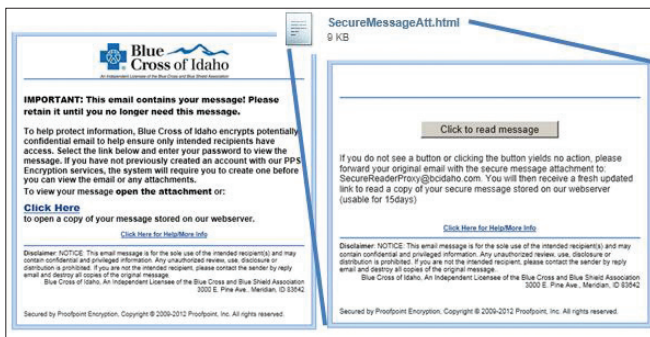 Blue
Cross of Idaho
An Independent Licensee of the Blue Cross and Blue Shield Association
IMPORTANT: This email contains your message! Please
retain it until you no longer need this message.
To help protect information, Blue Cross of Idaho encrypts potentially
confidential email to help ensure only intended recipients have
access. Select the link below and enter your password to view the
message. If you have not previously created an account with our PPS
Encryption services, the system will require you to create one before
you can view the email or any attachments.
To view your message open the attachment or:
Click Here
to open a copy of your message stored on our webserver.
Click Here for Help/More Info
Disclaimer: NOTICE: This email message is for the sole use of the intended recipient(s) and may
contain confidential and privileged information. Any unauthorized review, use, disclosure or
distribution is prohibited. If you are not the intended recipient, please contact the sender by reply
email and destroy all copies of the original message.
Blue Cross of Idaho, An Independent Licensee of the Blue Cross and Blue Shield Association
3000 E. Pine Ave., Meridian, ID 83642
Secured by Proofpoint Encryption, Copyright © 2009-2012 Proofpoint, Inc. All rights reserved.
SecureMessageAtt.html
9 KB
Click to read message
If you do not see a button or clicking the button yields no action, please
forward your original email with the secure message attachment to:
SecureReaderProxy@bcidaho.com. You will then receive a fresh updated
link to read a copy of your secure message stored on our webserver
(usable for 15days)
Click Here for Help/More Info
Disclaimer: NOTICE: This email message is for the sole use of the intended recipient(s) and may
contain confidential and privileged information. Any unauthorized review, use, disclosure or
distribution is prohibited. If you are not the intended recipient, please contact the sender by reply
email and destroy all copies of the original message.
Blue Cross of Idaho, An Independent Licensee of the Blue Cross and Blue Shield Association
3000 E. Pine Ave., Meridian, ID 83642
Secured by Proofpoint Encryption, Copyright © 2009-2012 Proofpoint, Inc. All rights reserved.